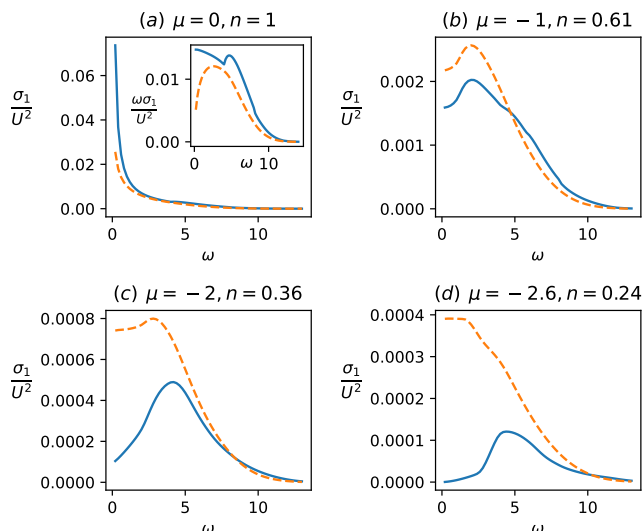 (a) μ = 0, n = 1
σ₁/U²
0.06
0.04
0.02
0.00
0 5 10
ω
ωσ₁/U²
0.01
0.00
0 ω 10
(b) μ = −1, n = 0.61
σ₁/U²
0.002
0.001
0.000
0 5 10
ω
(c) μ = −2, n = 0.36
σ₁/U²
0.0008
0.0006
0.0004
0.0002
0.0000
0 5 10
ω
(d) μ = −2.6, n = 0.24
σ₁/U²
0.0004
0.0003
0.0002
0.0001
0.0000
0 5 10
ω